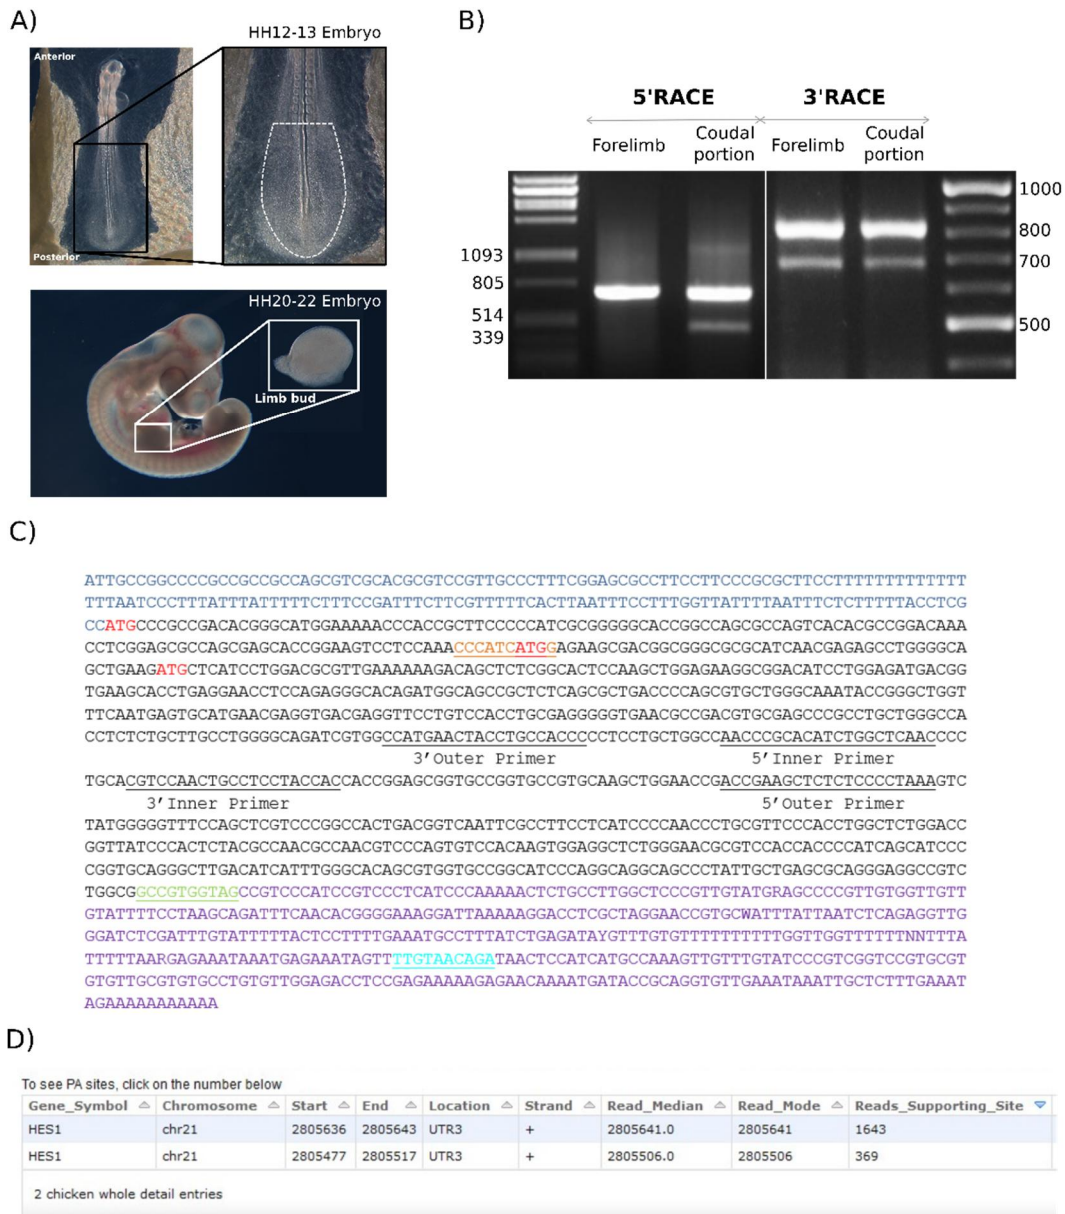 A)
HH12-13 Embryo
Anterior
Posterior
HH20-22 Embryo
Limb bud
B)
5'RACE 3'RACE
Forelimb Coudal portion Forelimb Coudal portion
1093
805
514
339
1000
800
700
500
C)
ATTGCCGGCCCCGCCGCCGCCAGCGTCGCACGCGTCCGTTGCCCTTTCGGAGCGCCTTCCTTCCCGCGCTTCCTTTTTTTTTTTTT
TTTAATCCCTTTATTTATTTTTCTTTCCGATTTCTTCGTTTTTCACTTAATTTCCTTTGGTTATTTTAATTTCTCTTTTTACCTCG
CCATGCCCGCCGACACGGGCATGGAAAAACCCACCGCTTCCCCCATCGCGGGGGCACCGGCCAGCGCCAGTCACACGCCGGACAAA
CCTCGGAGCGCCAGCGAGCACCGGAAGTCCTCCAAACCCATCATGGAGAAGCGACGGCGGGCGCGCATCAACGAGAGCCTGGGGCA
GCTGAAGATGCTCATCCTGGACGCGTTGAAAAAAGACAGCTCTCGGCACTCCAAGCTGGAGAAGGCGGACATCCTGGAGATGACGG
TGAAGCACCTGAGGAACCTCCAGAGGGCACAGATGGCAGCCGCTCTCAGCGCTGACCCCAGCGTGCTGGGCAAATACCGGGCTGGT
TTCAATGAGTGCATGAACGAGGTGACGAGGTTCCTGTCCACCTGCGAGGGGGTGAACGCCGACGTGCGAGCCCGCCTGCTGGGCCA
CCTCTCTGCTTGCCTGGGGCAGATCGTGGCCATGAACTACCTGCCACCCCCTCCTGCTGGCCAACCCGCACATCTGGCTCAACCCC
3'Outer Primer 5'Inner Primer
TGCACGTCCAACTGCCTCCTACCACCACCGGAGCGGTGCCGGTGCCGTGCAAGCTGGAACCGACCGAAGCTCTCTCCCCTAAAGTC
3'Inner Primer 5'Outer Primer
TATGGGGGTTTCCAGCTCGTCCCGGCCACTGACGGTCAATTCGCCTTCCTCATCCCCAACCCTGCGTTCCCACCTGGCTCTGGACC
GGTTATCCCACTCTACGCCAACGCCAACGTCCCAGTGTCCACAAGTGGAGGCTCTGGGAACGCGTCCACCACCCCATCAGCATCCC
CGGTGCAGGGCTTGACATCATTTGGGCACAGCGTGGTGCCGGCATCCCAGGCAGGCAGCCCTATTGCTGAGCGGGAGGCCGTC
TGGCGGCCGTGGTAGCCGTCCCATCCGTCCCTCATCCCAAAAACTCTGCCTTGGCTCCCGTTGTATGRAGCCCCGTTGTGGTTGTT
GTATTTTCCTAAGCAGATTTCAACACGGGGAAAGGATTAAAAAGGACCTCGCTAGGAACCGTGCWATTTATTAATCTCAGAGGTTG
GGATCTCGATTTGTATTTTTACTCCTTTTGAAATGCCTTTATCTGAGATAYGTTTGTGTTTTTTTTTTGGTTGGTTTTTTNNTTTA
TTTTTAARGAGAAATAAATGAGAAATAGTTTTGTAACAGATAACTCCATCATGCCAAAGTTGTTTGTATCCCGTCGGTCCGTGCGT
GTGTTGCGTGTGCCTGTGTTGGAGACCTCCGAGAAAAAGAGAACAAAATGATACCGCAGGTGTTGAAATAAATTGCTCTTTGAAAT
AGAAAAAAAAAAA
D)
To see PA sites, click on the number below
Gene_Symbol Chromosome Start End Location Strand Read_Median Read_Mode Reads_Supporting_Site
HES1 chr21 2805636 2805643 UTR3 + 2805641.0 2805641 1643
HES1 chr21 2805477 2805517 UTR3 + 2805506.0 2805506 369
2 chicken whole detail entries